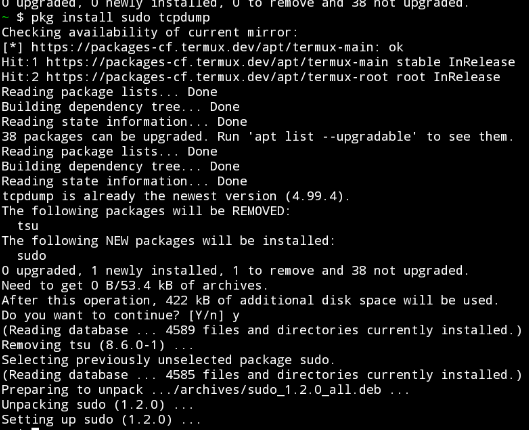 0 upgraded, 0 newly installed, 0 to remove and 38 not upgraded.
~ $ pkg install sudo tcpdump
Checking availability of current mirror:
[*] https://packages-cf.termux.dev/apt/termux-main: ok
Hit:1 https://packages-cf.termux.dev/apt/termux-main stable InRelease
Hit:2 https://packages-cf.termux.dev/apt/termux-root root InRelease
Reading package lists... Done
Building dependency tree... Done
Reading state information... Done
38 packages can be upgraded. Run 'apt list --upgradable' to see them.
Reading package lists... Done
Building dependency tree... Done
Reading state information... Done
tcpdump is already the newest version (4.99.4).
The following packages will be REMOVED:
  tsu
The following NEW packages will be installed:
  sudo
0 upgraded, 1 newly installed, 1 to remove and 38 not upgraded.
Need to get 0 B/53.4 kB of archives.
After this operation, 422 kB of additional disk space will be used.
Do you want to continue? [Y/n] y
(Reading database ... 4589 files and directories currently installed.)
Removing tsu (8.6.0-1) ...
Selecting previously unselected package sudo.
(Reading database ... 4585 files and directories currently installed.)
Preparing to unpack .../archives/sudo_1.2.0_all.deb ...
Unpacking sudo (1.2.0) ...
Setting up sudo (1.2.0) ...